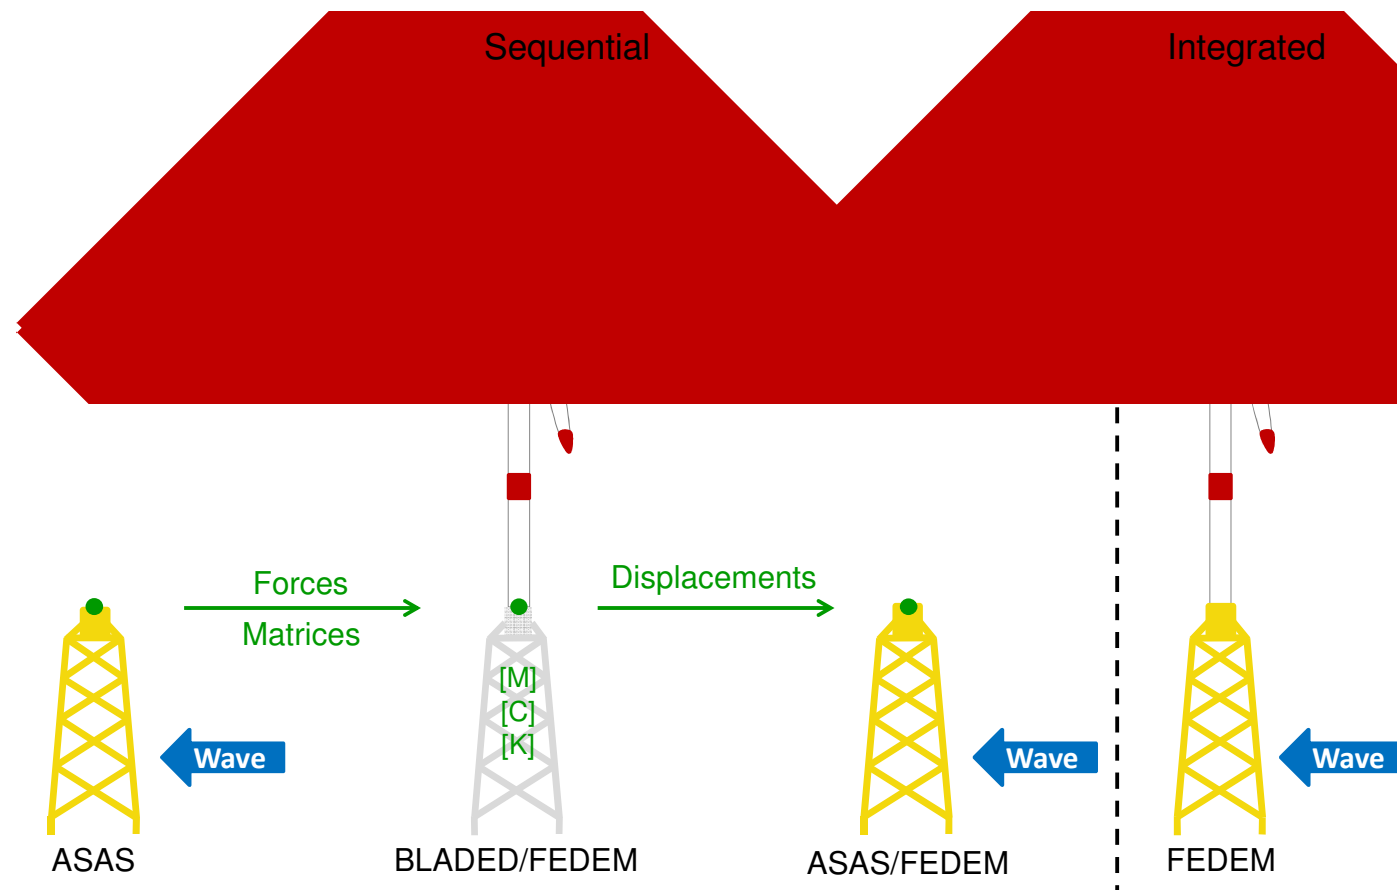 Sequential
Integrated
Forces
Matrices
Displacements
[M]
[C]
[K]
Wave
Wave
Wave
ASAS
BLADED/FEDEM
ASAS/FEDEM
FEDEM